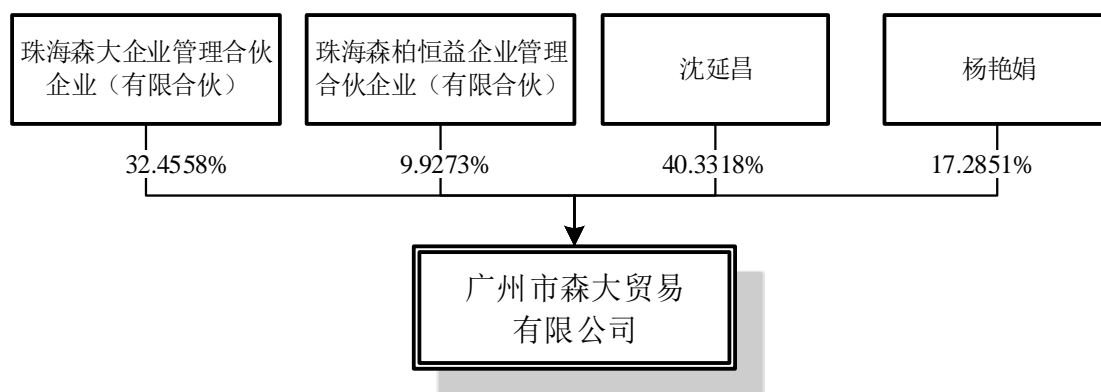 珠海森大企业管理合伙
企业（有限合伙）
珠海森柏恒益企业管理
合伙企业（有限合伙）
沈延昌
杨艳娟
32.4558%
9.9273%
40.3318%
17.2851%
广州市森大贸易
有限公司